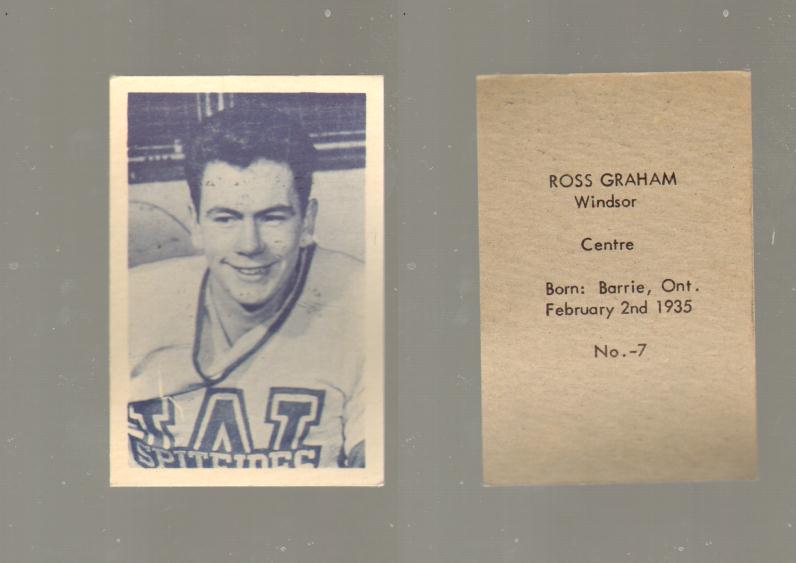 SPITFIRES
ROSS GRAHAM
Windsor
Centre
Born: Barrie, Ont.
February 2nd 1935
No.-7